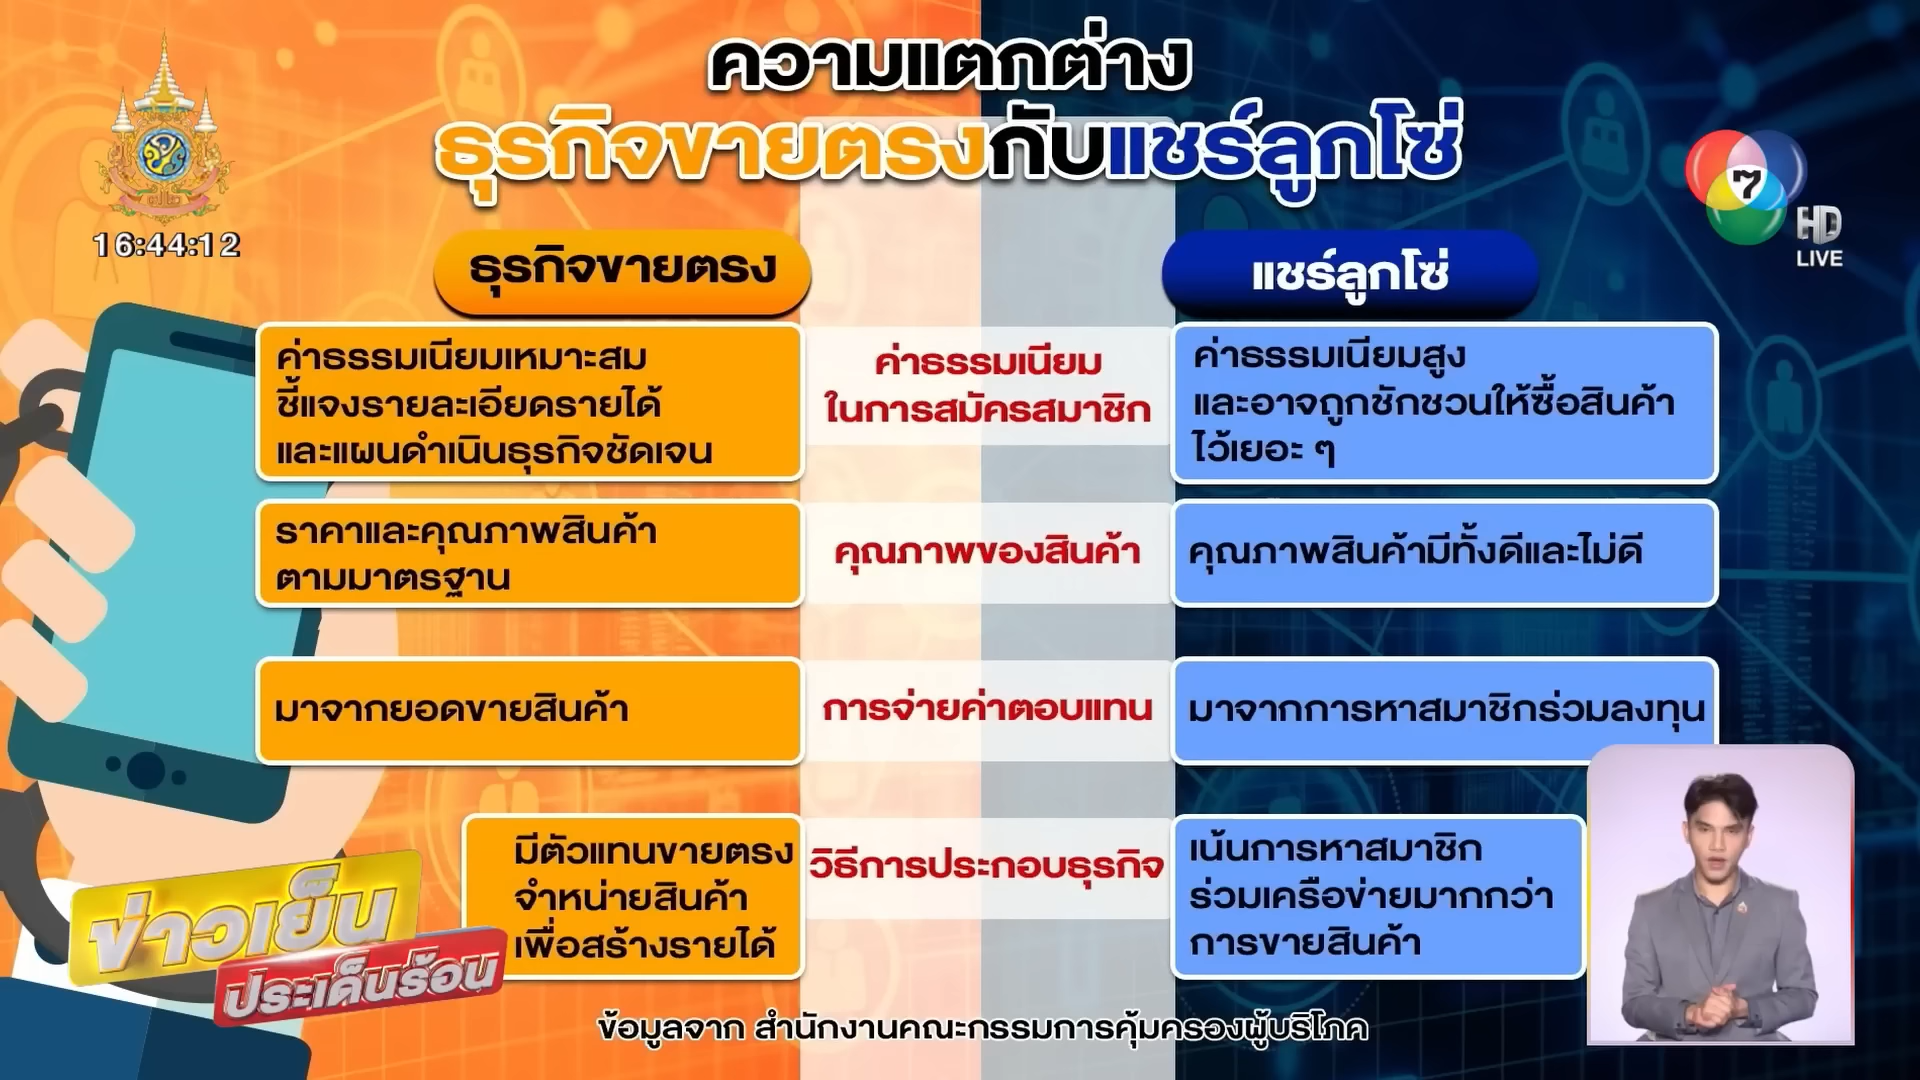 ความแตกต่าง
ธุรกิจขายตรงกับแชร์ลูกโซ่
16:44:12
7
HD
LIVE
ธุรกิจขายตรง
แชร์ลูกโซ่
ค่าธรรมเนียมเหมาะสม
ชี้แจงรายละเอียดรายได้
และแผนดำเนินธุรกิจชัดเจน
ค่าธรรมเนียม
ในการสมัครสมาชิก
ค่าธรรมเนียมสูง
และอาจถูกชักชวนให้ซื้อสินค้า
ไว้เยอะ ๆ
ราคาและคุณภาพสินค้า
ตามมาตรฐาน
คุณภาพของสินค้า
คุณภาพสินค้ามีทั้งดีและไม่ดี
มาจากยอดขายสินค้า
การจ่ายค่าตอบแทน
มาจากการหาสมาชิกร่วมลงทุน
มีตัวแทนขายตรง
จำหน่ายสินค้า
เพื่อสร้างรายได้
วิธีการประกอบธุรกิจ
เน้นการหาสมาชิก
ร่วมเครือข่ายมากกว่า
การขายสินค้า
ข่าวเย็น
ประเด็นร้อน
ข้อมูลจาก สำนักงานคณะกรรมการคุ้มครองผู้บริโภค